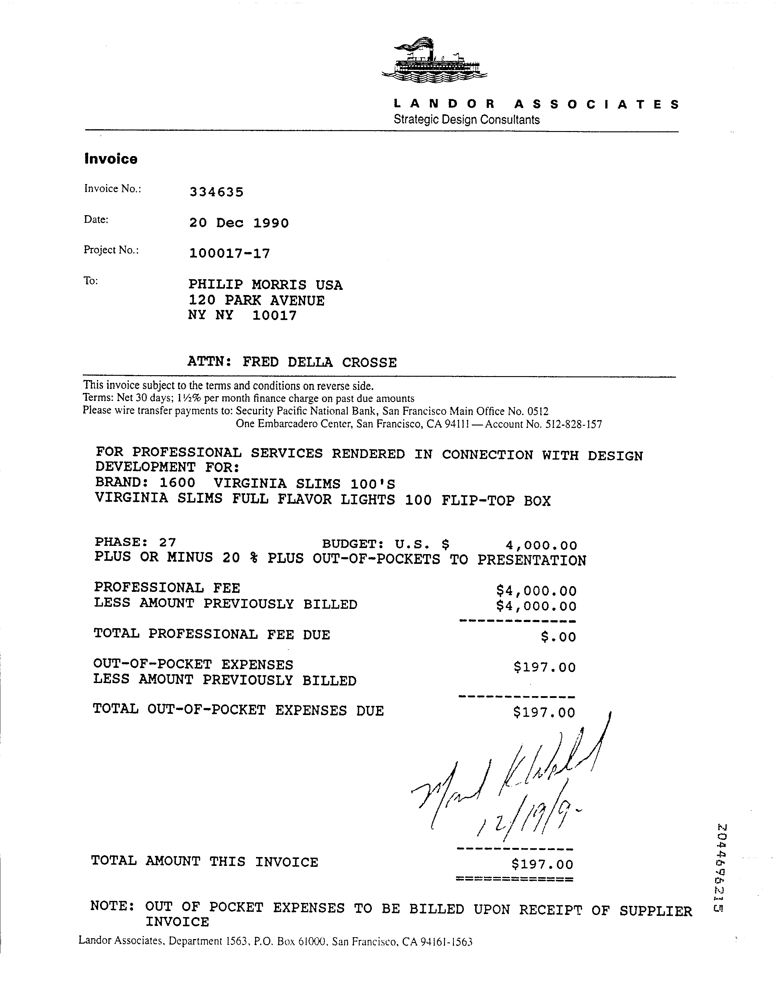 LANDOR ASSOCIATES
Strategic Design Consultants
Invoice
Invoice No.: 334635
Date: 20 Dec 1990
Project No.: 100017-17
To: PHILIP MORRIS USA
120 PARK AVENUE
NY NY 10017
ATTN: FRED DELLA CROSSE
This invoice subject to the terms and conditions on reverse side.
Terms: Net 30 days; 1½% per month finance charge on past due amounts
Please wire transfer payments to: Security Pacific National Bank, San Francisco Main Office No. 0512
One Embarcadero Center, San Francisco, CA 94111 — Account No. 512-828-157
FOR PROFESSIONAL SERVICES RENDERED IN CONNECTION WITH DESIGN
DEVELOPMENT FOR:
BRAND: 1600 VIRGINIA SLIMS 100'S
VIRGINIA SLIMS FULL FLAVOR LIGHTS 100 FLIP-TOP BOX
PHASE: 27 BUDGET: U.S. $ 4,000.00
PLUS OR MINUS 20 % PLUS OUT-OF-POCKETS TO PRESENTATION
PROFESSIONAL FEE $4,000.00
LESS AMOUNT PREVIOUSLY BILLED $4,000.00
TOTAL PROFESSIONAL FEE DUE $.00
OUT-OF-POCKET EXPENSES $197.00
LESS AMOUNT PREVIOUSLY BILLED
TOTAL OUT-OF-POCKET EXPENSES DUE $197.00
12/19/9-
TOTAL AMOUNT THIS INVOICE $197.00
NOTE: OUT OF POCKET EXPENSES TO BE BILLED UPON RECEIPT OF SUPPLIER
INVOICE
Landor Associates, Department 1563, P.O. Box 61000, San Francisco, CA 94161-1563
2044696215